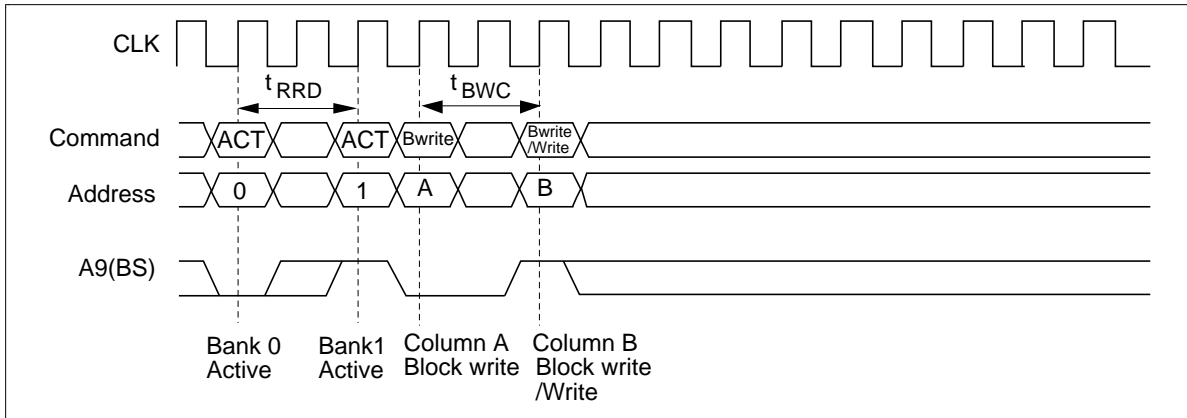 CLK
t RRD
t BWC
Command
ACT
ACT
Bwrite
Bwrite
/Write
Address
0
1
A
B
A9(BS)
Bank 0
Active
Bank1
Active
Column A
Block write
Column B
Block write
/Write